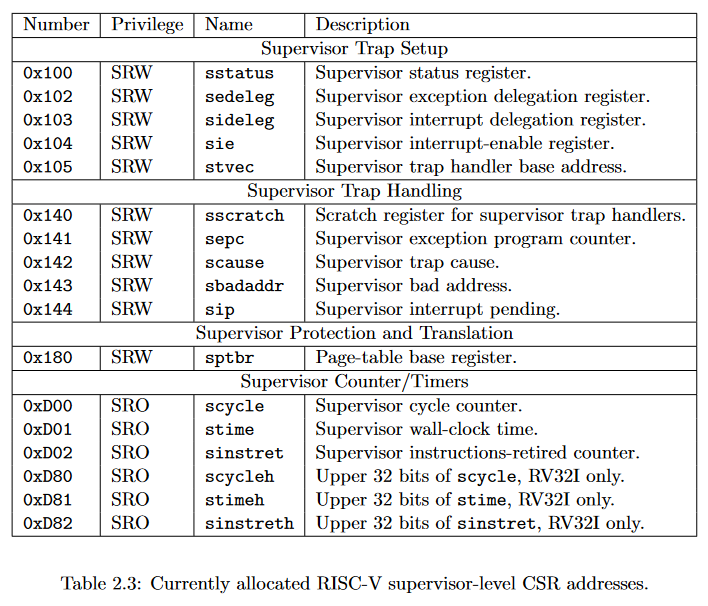 Number Privilege Name Description
Supervisor Trap Setup
0x100 SRW sstatus Supervisor status register.
0x102 SRW sedeleg Supervisor exception delegation register.
0x103 SRW sideleg Supervisor interrupt delegation register.
0x104 SRW sie Supervisor interrupt-enable register.
0x105 SRW stvec Supervisor trap handler base address.
Supervisor Trap Handling
0x140 SRW sscratch Scratch register for supervisor trap handlers.
0x141 SRW sepc Supervisor exception program counter.
0x142 SRW scause Supervisor trap cause.
0x143 SRW sbadaddr Supervisor bad address.
0x144 SRW sip Supervisor interrupt pending.
Supervisor Protection and Translation
0x180 SRW sptbr Page-table base register.
Supervisor Counter/Timers
0xD00 SRO scycle Supervisor cycle counter.
0xD01 SRO stime Supervisor wall-clock time.
0xD02 SRO sinstret Supervisor instructions-retired counter.
0xD80 SRO scycleh Upper 32 bits of scycle, RV32I only.
0xD81 SRO stimeh Upper 32 bits of stime, RV32I only.
0xD82 SRO sinstreth Upper 32 bits of sinstret, RV32I only.
Table 2.3: Currently allocated RISC-V supervisor-level CSR addresses.